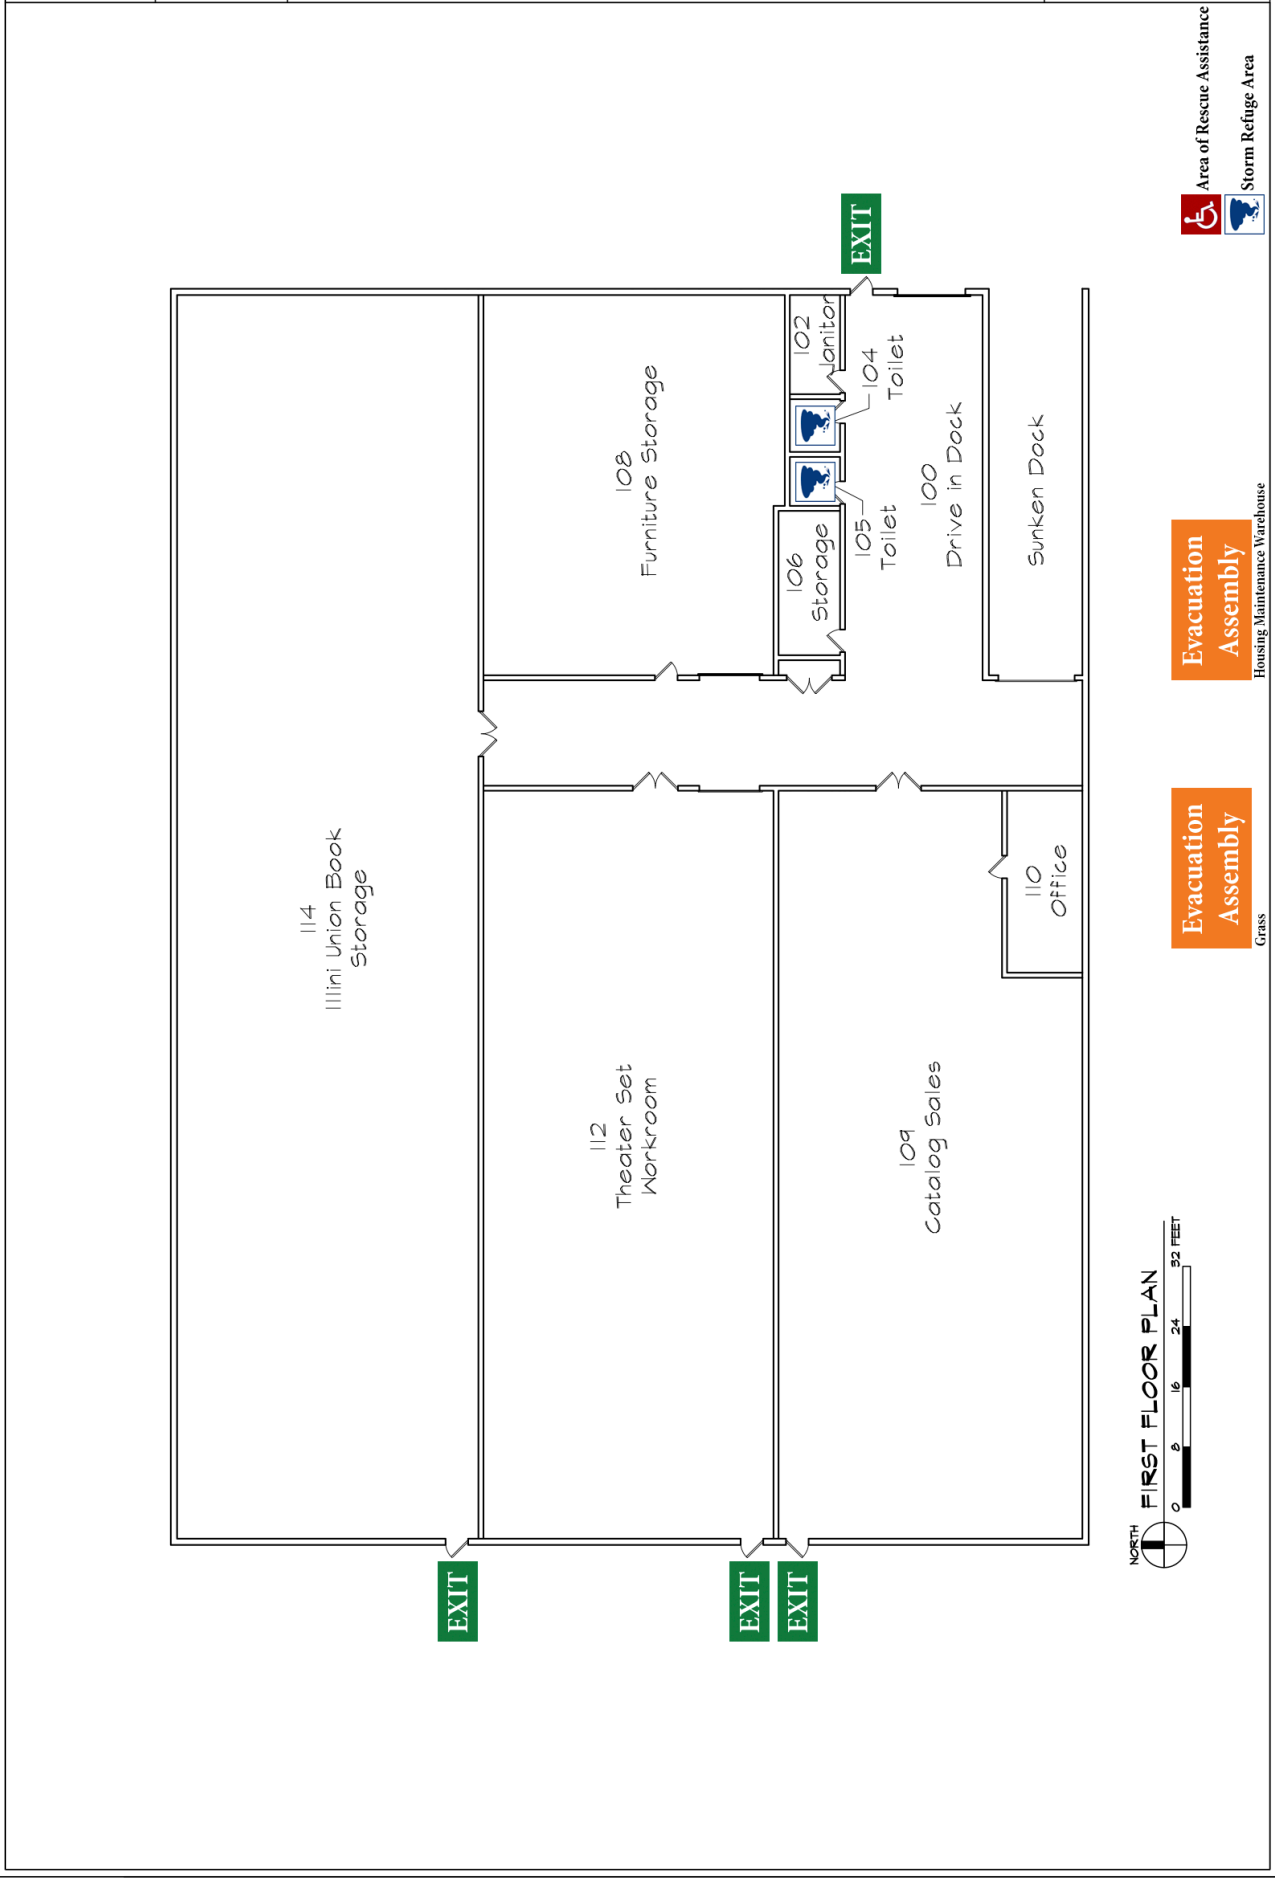 114
Illini Union Book
Storage
108
Furniture Storage
102
Janitor
104
Toilet
105
Toilet
106
Storage
100
Drive in Dock
Sunken Dock
112
Theater Set
Workroom
109
Catalog Sales
110
Office
EXIT
EXIT
EXIT
EXIT
NORTH
FIRST FLOOR PLAN
0 8 16 24 32 FEET
Evacuation
Assembly
Grass
Evacuation
Assembly
Housing Maintenance Warehouse
Area of Rescue Assistance
Storm Refuge Area